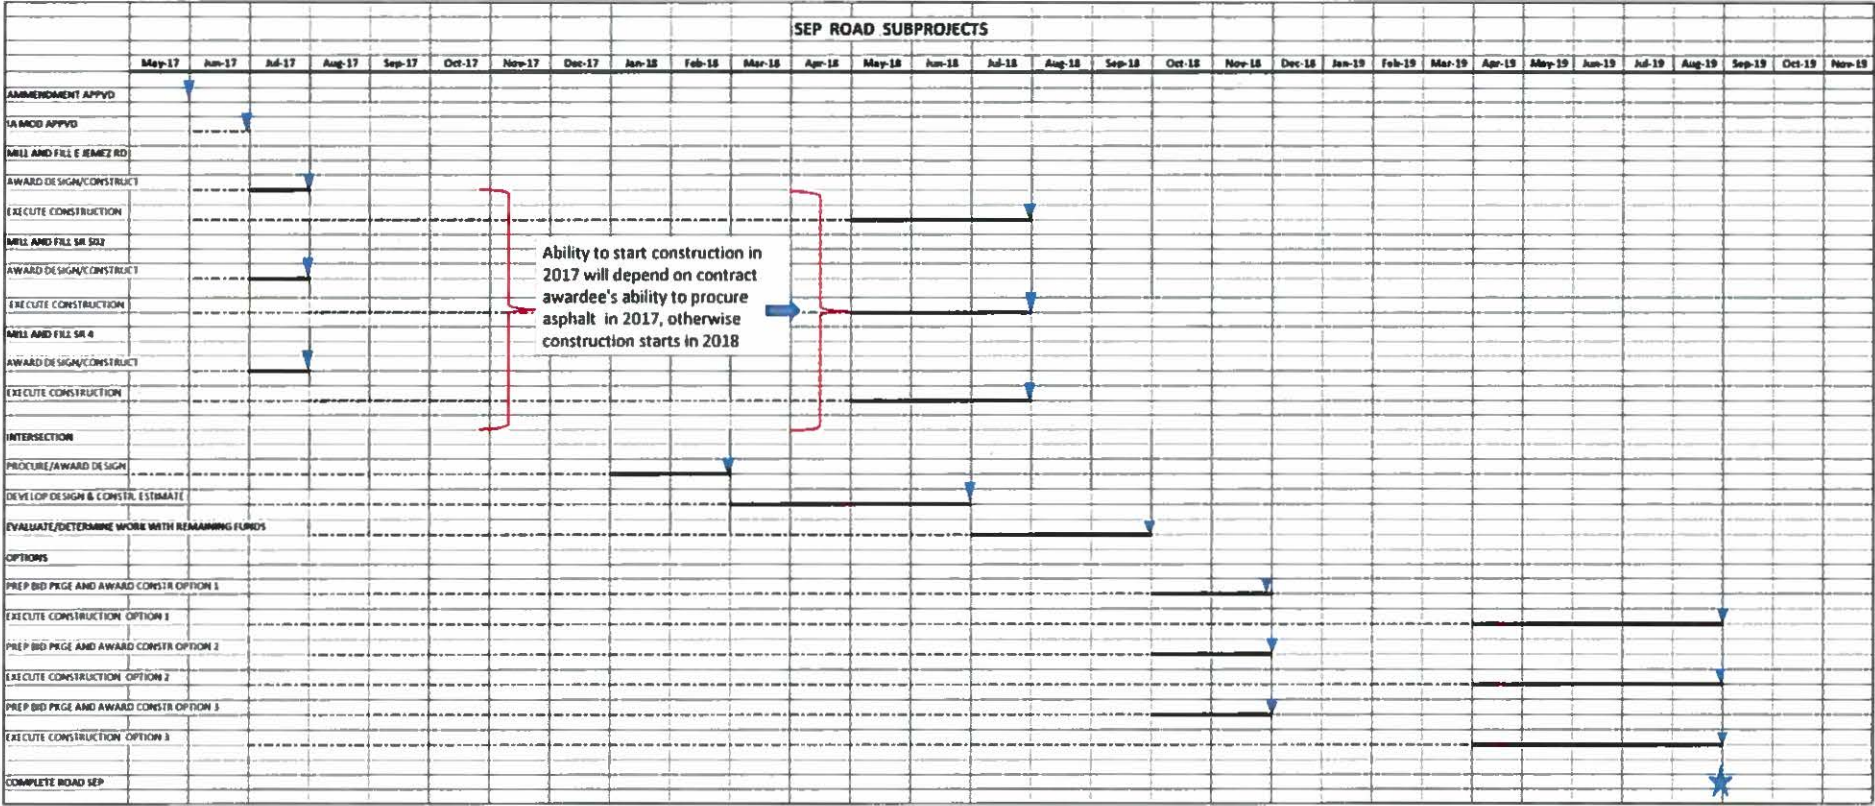 SEP ROAD SUBPROJECTS
May-17 Jun-17 Jul-17 Aug-17 Sep-17 Oct-17 Nov-17 Dec-17 Jan-18 Feb-18 Mar-18 Apr-18 May-18 Jun-18 Jul-18 Aug-18 Sep-18 Oct-18 Nov-18 Dec-18 Jan-19 Feb-19 Mar-19 Apr-19 May-19 Jun-19 Jul-19 Aug-19 Sep-19 Oct-19 Nov-19
AMMENDMENT APPVD
IA MOD APPVD
MILL AND FILL E JEMEZ RD
AWARD DESIGN/CONSTRUCT
EXECUTE CONSTRUCTION
MILL AND FILL SR 502
AWARD DESIGN/CONSTRUCT
EXECUTE CONSTRUCTION
MILL AND FILL SR 4
AWARD DESIGN/CONSTRUCT
EXECUTE CONSTRUCTION
Ability to start construction in
2017 will depend on contract
awardee's ability to procure
asphalt in 2017, otherwise
construction starts in 2018
INTERSECTION
PROCURE/AWARD DESIGN
DEVELOP DESIGN & CONSTR. ESTIMATE
EVALUATE/DETERMINE WORK WITH REMAINING FUNDS
OPTIONS
PREP BID PKGE AND AWARD CONSTR OPTION 1
EXECUTE CONSTRUCTION OPTION 1
PREP BID PKGE AND AWARD CONSTR OPTION 2
EXECUTE CONSTRUCTION OPTION 2
PREP BID PKGE AND AWARD CONSTR OPTION 3
EXECUTE CONSTRUCTION OPTION 3
COMPLETE ROAD SEP